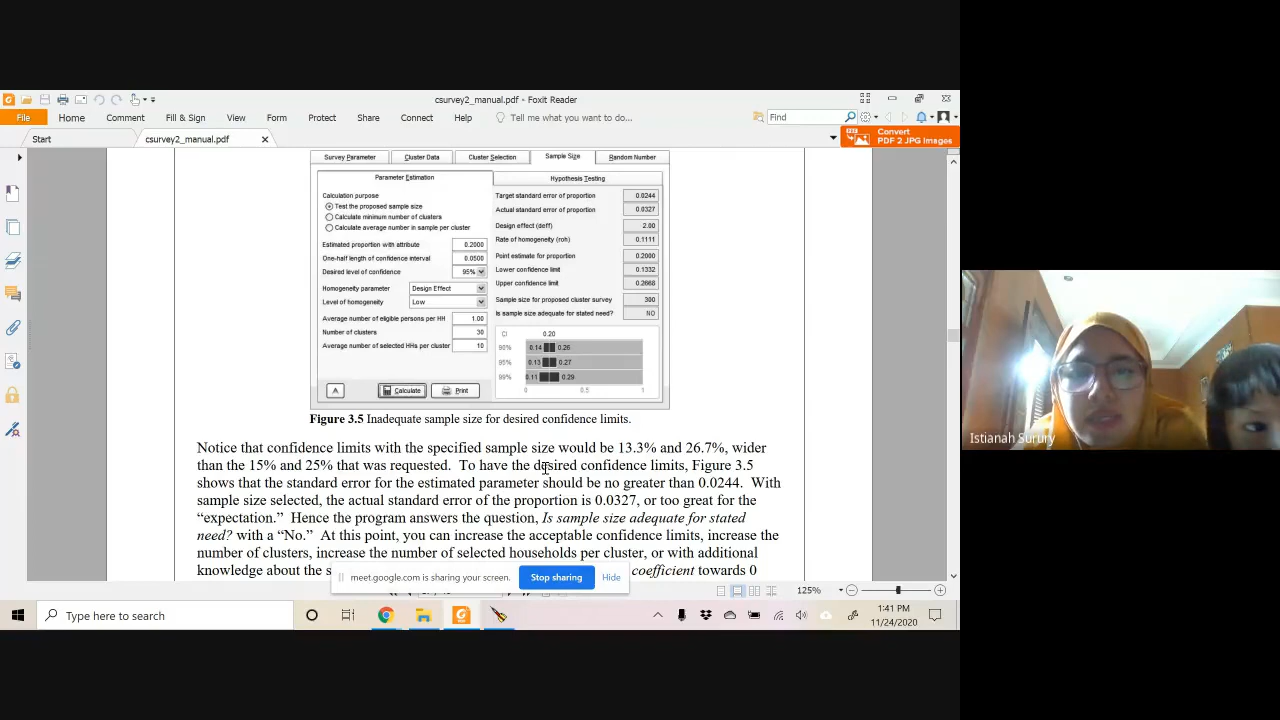 csurvey2_manual.pdf - Foxit Reader
File Home Comment Fill & Sign View Form Protect Share Connect Help Tell me what you want to do... Find
Start csurvey2_manual.pdf Convert
PDF 2 JPG Images
Survey Parameter Cluster Data Cluster Selection Sample Size Random Number
Parameter Estimation Hypothesis Testing
Calculation purpose
Test the proposed sample size
Calculate minimum number of clusters
Calculate average number in sample per cluster
Estimated proportion with attribute 0.2000
One-half length of confidence interval 0.0500
Desired level of confidence 95%
Homogeneity parameter Design Effect
Level of homogeneity Low
Average number of eligible persons per HH 1.00
Number of clusters 30
Average number of selected HHs per cluster 10
A Calculate Print
Target standard error of proportion 0.0244
Actual standard error of proportion 0.0327
Design effect (deff) 2.00
Rate of homogeneity (roh) 0.1111
Point estimate for proportion 0.2000
Lower confidence limit 0.1332
Upper confidence limit 0.2668
Sample size for proposed cluster survey 300
Is sample size adequate for stated need? NO
CI 0.20
90% 0.14 0.26
95% 0.13 0.27
99% 0.11 0.29
0 0.5 1
Figure 3.5 Inadequate sample size for desired confidence limits.
Notice that confidence limits with the specified sample size would be 13.3% and 26.7%, wider
than the 15% and 25% that was requested. To have the desired confidence limits, Figure 3.5
shows that the standard error for the estimated parameter should be no greater than 0.0244. With
sample size selected, the actual standard error of the proportion is 0.0327, or too great for the
“expectation.” Hence the program answers the question, Is sample size adequate for stated
need? with a “No.” At this point, you can increase the acceptable confidence limits, increase the
number of clusters, increase the number of selected households per cluster, or with additional
knowledge about the s coefficient towards 0
meet.google.com is sharing your screen. Stop sharing Hide
125%
Type here to search
1:41 PM
11/24/2020
Istianah Surury